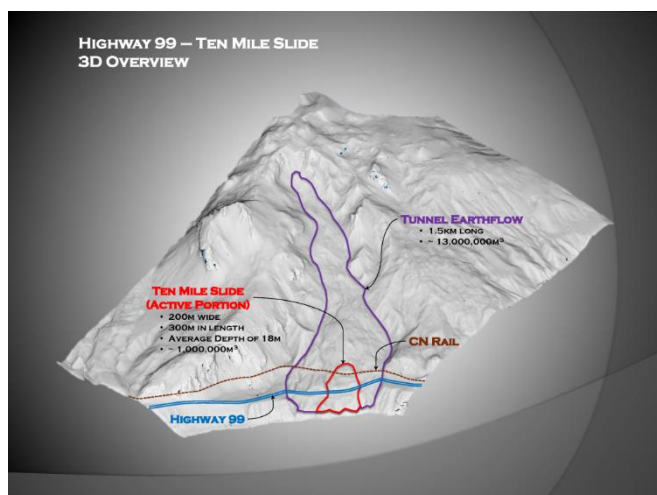 Highway 99 – Ten Mile Slide
3D Overview
Tunnel Earthflow
• 1.5km long
• ~ 13,000,000m³
Ten Mile Slide
(Active Portion)
• 200m wide
• 300m in length
• Average Depth of 18m
• ~ 1,000,000m³
CN Rail
Highway 99